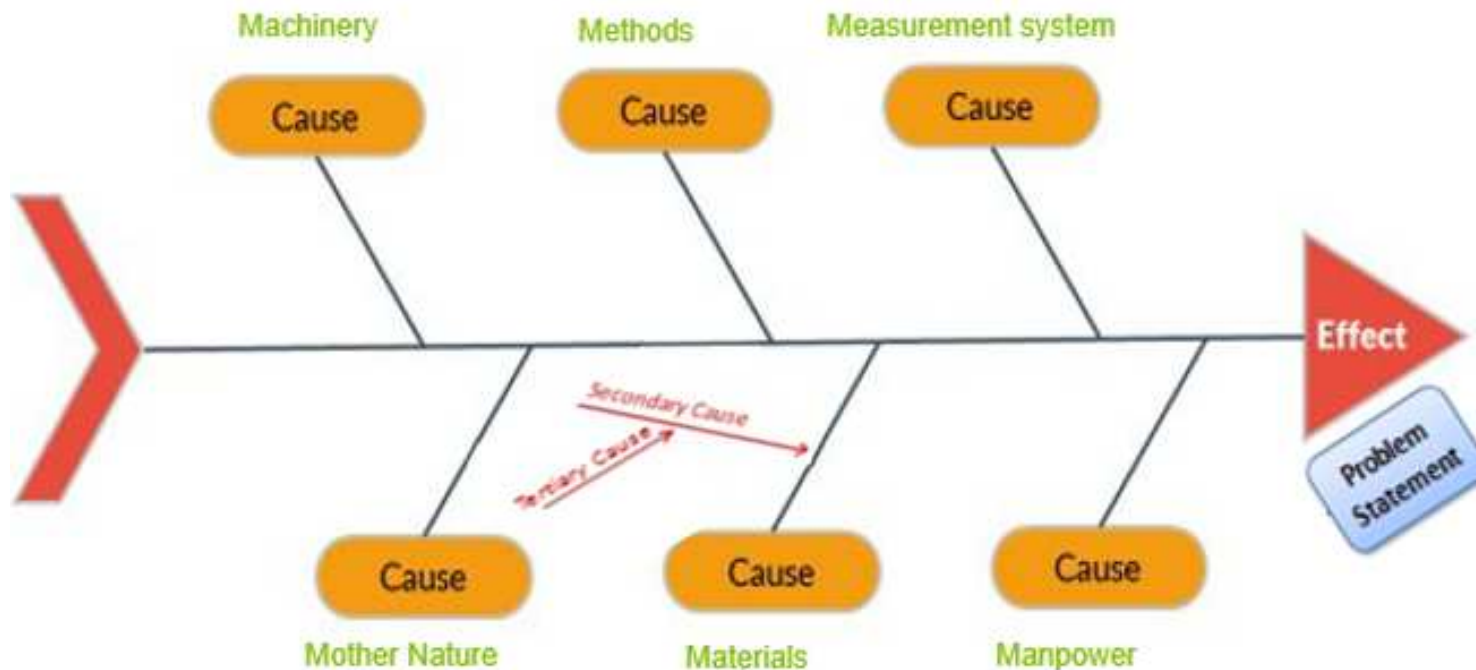 Machinery
Methods
Measurement system
Cause
Cause
Cause
Effect
Secondary Cause
Tertiary Cause
Problem
Statement
Cause
Cause
Cause
Mother Nature
Materials
Manpower